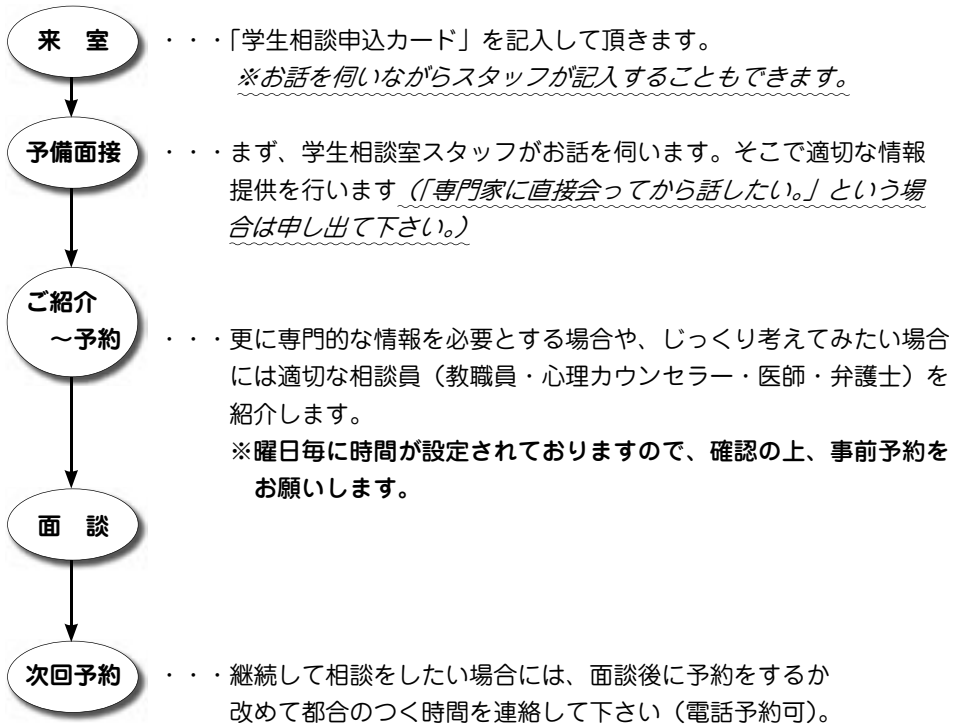 来　室　・・・「学生相談申込カード」を記入して頂きます。
※お話を伺いながらスタッフが記入することもできます。
予備面接　・・・まず、学生相談室スタッフがお話を伺います。そこで適切な情報
提供を行います（「専門家に直接会ってから話したい。」という場
合は申し出て下さい。）
ご紹介
～予約　・・・更に専門的な情報を必要とする場合や、じっくり考えてみたい場合
には適切な相談員（教職員・心理カウンセラー・医師・弁護士）を
紹介します。
※曜日毎に時間が設定されておりますので、確認の上、事前予約を
お願いします。
面　談
次回予約　・・・継続して相談をしたい場合には、面談後に予約をするか
改めて都合のつく時間を連絡して下さい（電話予約可）。